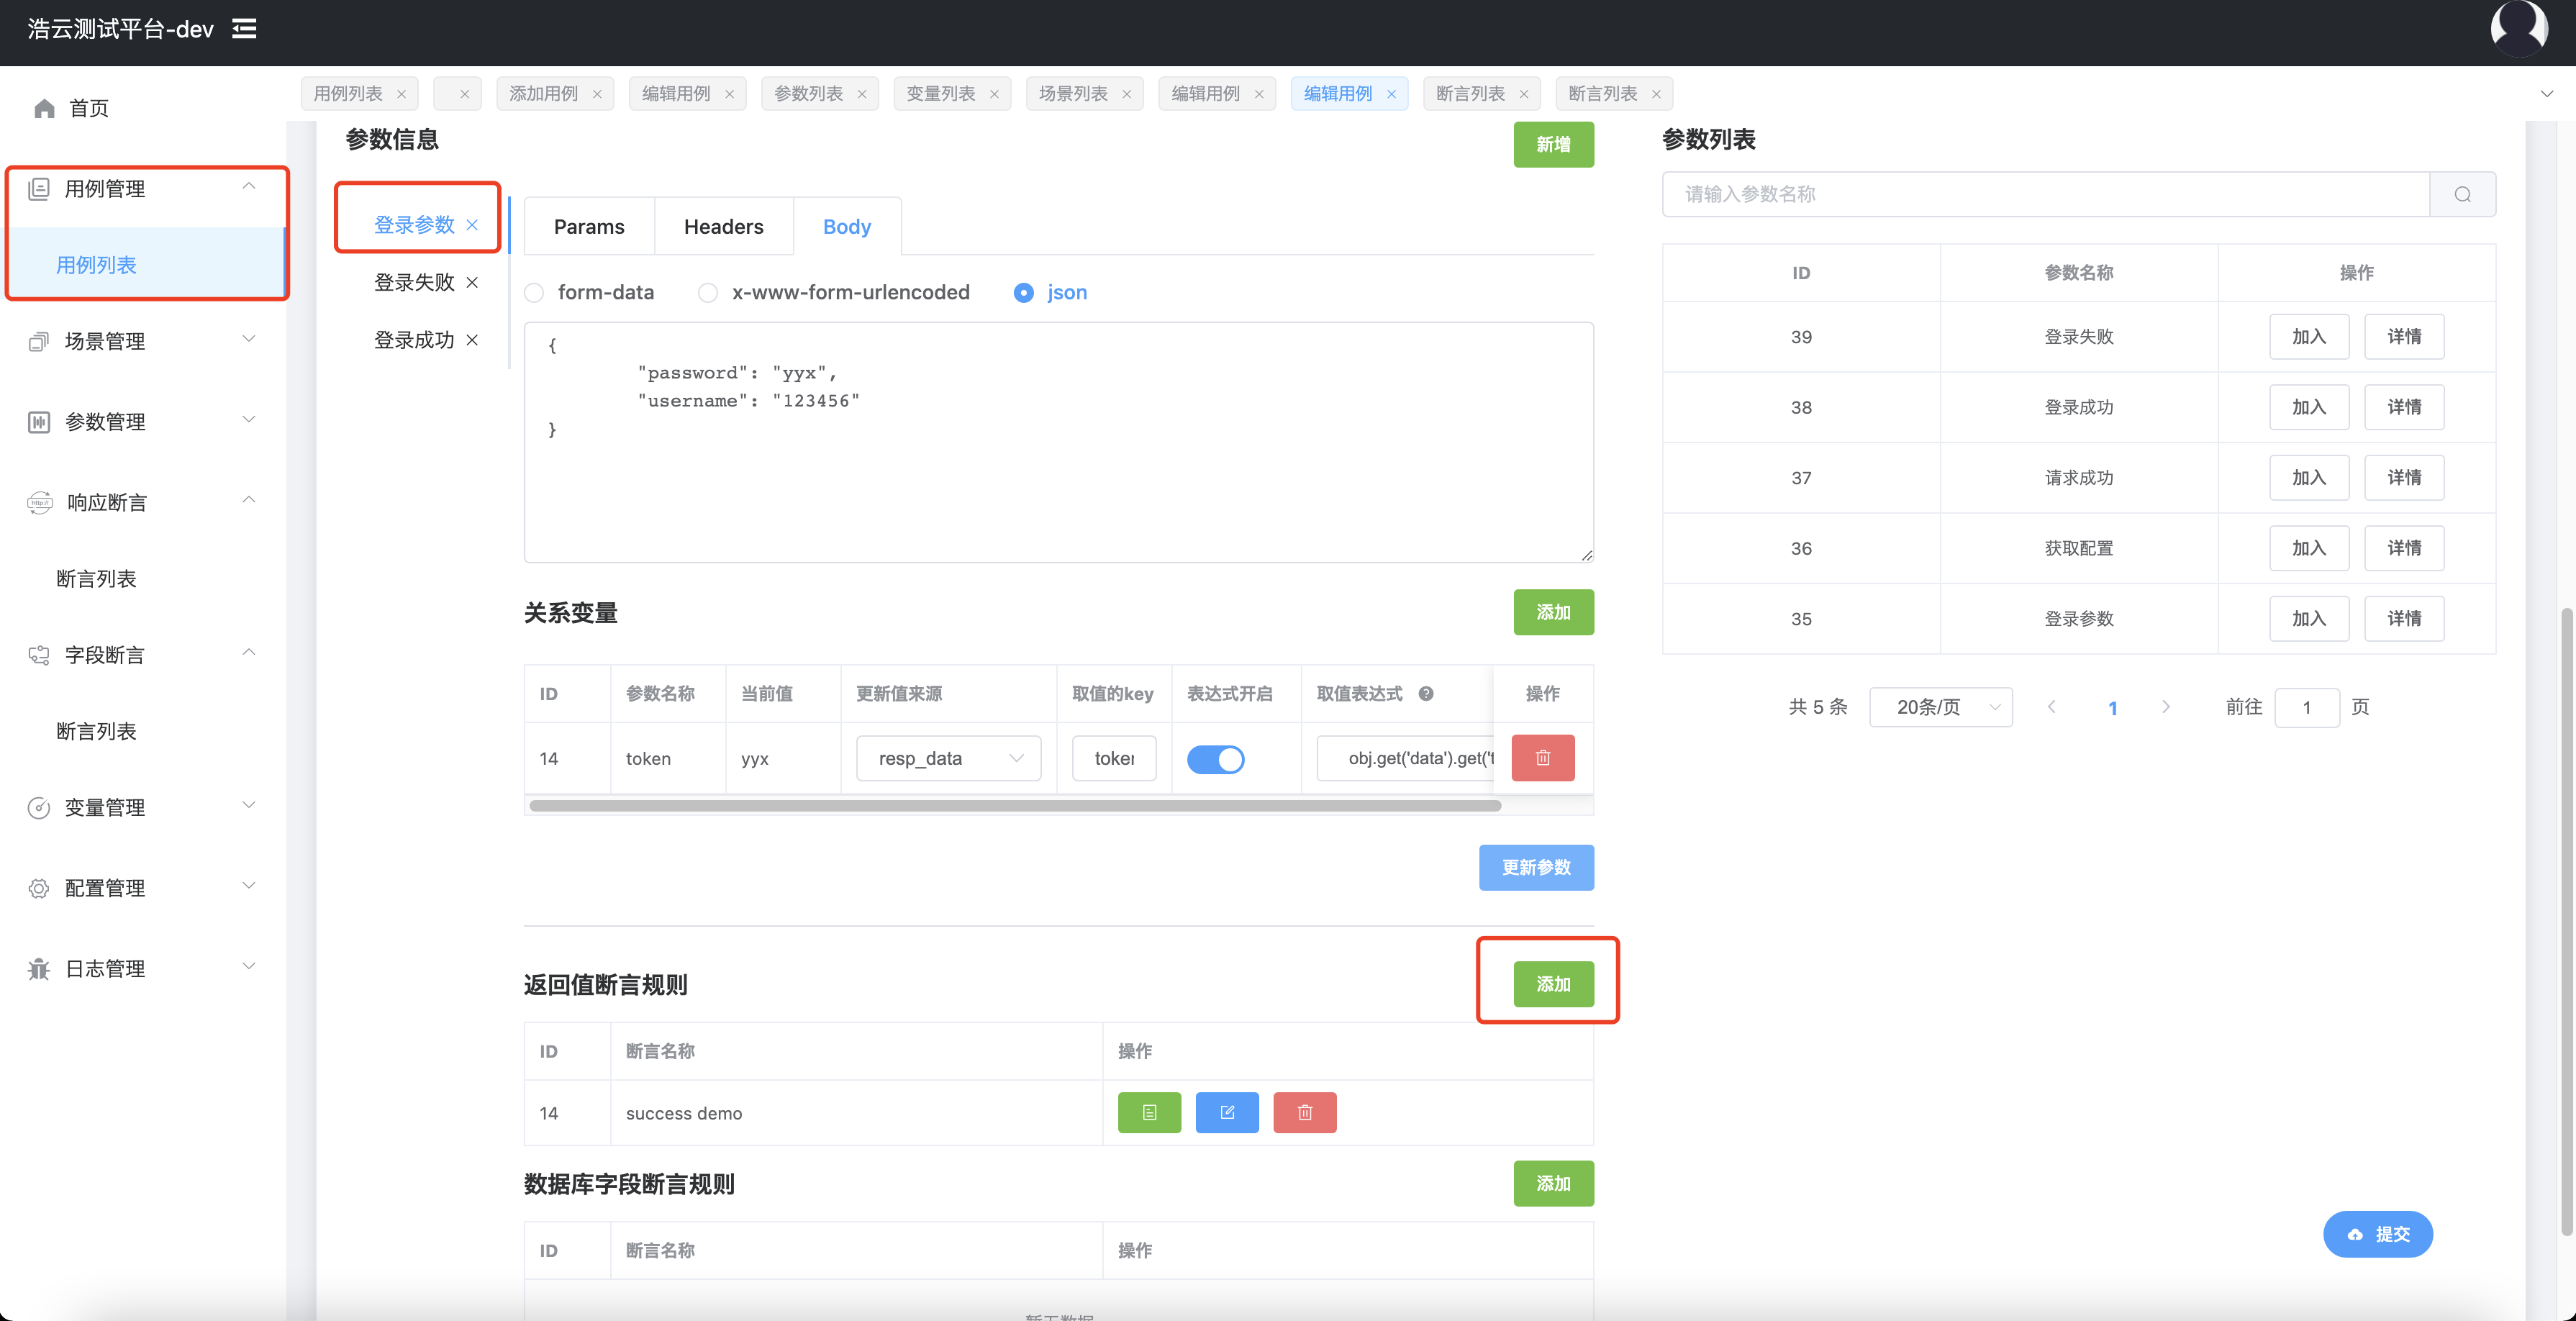 浩云测试平台-dev
用例列表
添加用例
编辑用例
参数列表
变量列表
场景列表
编辑用例
编辑用例
断言列表
断言列表
首页
用例管理
用例列表
场景管理
参数管理
响应断言
断言列表
字段断言
断言列表
变量管理
配置管理
日志管理
参数信息
新增
登录参数
登录失败
登录成功
Params Headers Body
form-data x-www-form-urlencoded json
{
"password": "yyx",
"username": "123456"
}
关系变量
添加
ID 参数名称 当前值 更新值来源 取值的key 表达式开启 取值表达式 操作
14 token yyx resp_data token obj.get('data').get('t
更新参数
返回值断言规则
添加
ID 断言名称 操作
14 success demo
数据库字段断言规则
添加
ID 断言名称 操作
暂无数据
参数列表
请输入参数名称
ID 参数名称 操作
39 登录失败 加入 详情
38 登录成功 加入 详情
37 请求成功 加入 详情
36 获取配置 加入 详情
35 登录参数 加入 详情
共 5 条 20条/页 1 前往 1 页
提交